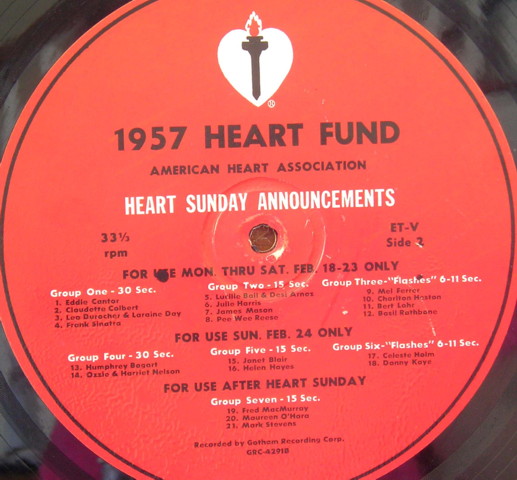 ®
1957 HEART FUND
AMERICAN HEART ASSOCIATION
HEART SUNDAY ANNOUNCEMENTS
33⅓ rpm
ET-V
Side 2
FOR USE MON. THRU SAT. FEB. 18-23 ONLY
Group One - 30 Sec.
1. Eddie Cantor
2. Claudette Colbert
3. Leo Durocher & Laraine Day
4. Frank Sinatra
Group Two - 15 Sec.
5. Lucille Ball & Desi Arnes
6. Julie Harris
7. James Mason
8. Pee Wee Reese
Group Three-"Flashes" 6-11 Sec.
9. Mel Ferrer
10. Charlton Heston
11. Bert Lahr
12. Basil Rathbone
FOR USE SUN. FEB. 24 ONLY
Group Four - 30 Sec.
13. Humphrey Bogart
14. Ozzie & Harriet Nelson
Group Five - 15 Sec.
15. Janet Blair
16. Helen Hayes
Group Six-"Flashes" 6-11 Sec.
17. Celeste Holm
18. Danny Kaye
FOR USE AFTER HEART SUNDAY
Group Seven - 15 Sec.
19. Fred MacMurray
20. Maureen O'Hara
21. Mark Stevens
Recorded by Gotham Recording Corp.
GRC-4291B